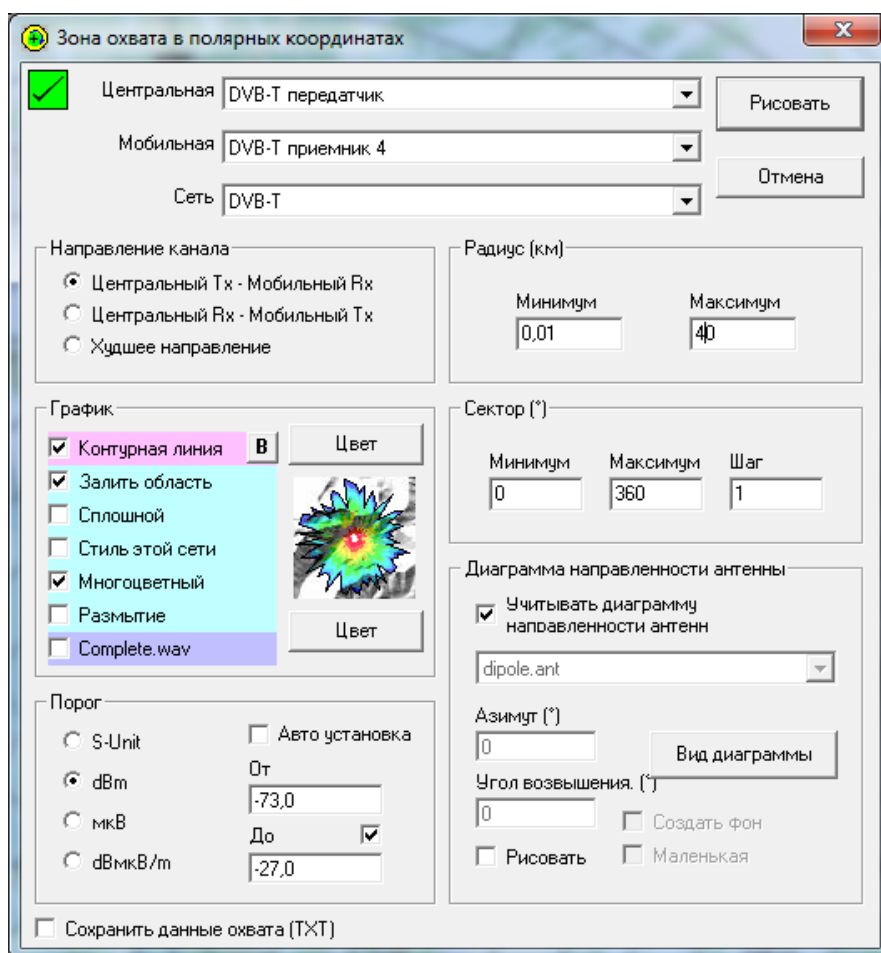 Зона охвата в полярных координатах
Центральная DVB-T передатчик
Рисовать
Мобильная DVB-T приемник 4
Отмена
Сеть DVB-T
Направление канала
Центральный Tx - Мобильный Rx
Центральный Rx - Мобильный Tx
Худшее направление
Радиус (км)
Минимум Максимум
0,01 40
График
Контурная линия B Цвет
Залить область
Сплошной
Стиль этой сети
Многоцветный
Размытие
Complete.wav
Цвет
Сектор (°)
Минимум Максимум Шаг
0 360 1
Порог
S-Unit
dBm
мкВ
dBмкВ/m
Авто установка
От
-73,0
До
-27,0
Диаграмма направленности антенны
Учитывать диаграмму
направленности антенн
dipole.ant
Азимут (°)
0
Вид диаграммы
Угол возвышения. (°)
0
Создать фон
Рисовать Маленькая
Сохранить данные охвата (TXT)